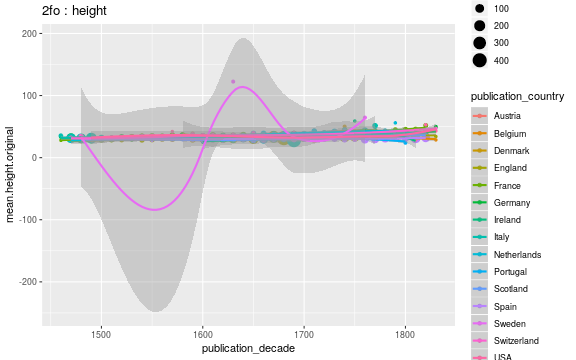 2fo : height
200
100
0
-100
-200
mean.height.original
1500
1600
1700
1800
publication_decade
100
200
300
400
publication_country
Austria
Belgium
Denmark
England
France
Germany
Ireland
Italy
Netherlands
Portugal
Scotland
Spain
Sweden
Switzerland
USA